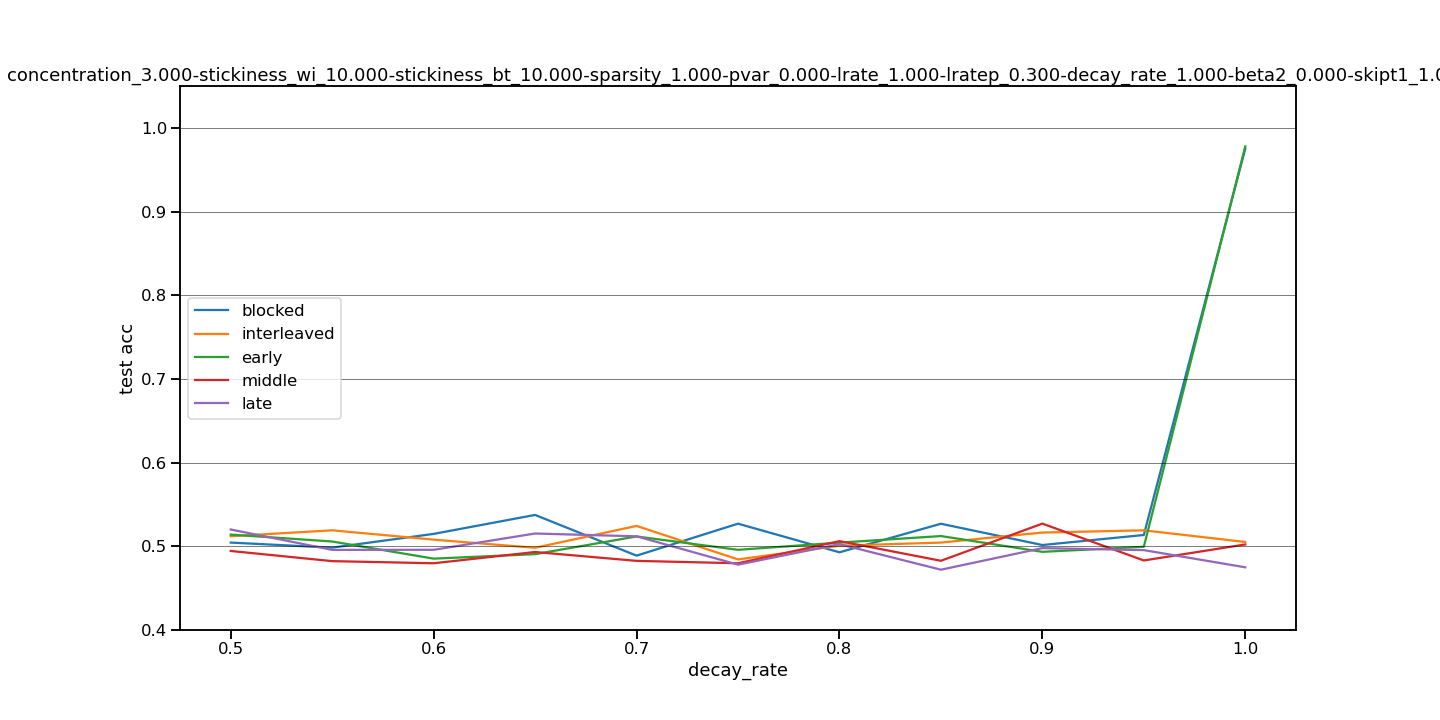 concentration_3.000-stickiness_wi_10.000-stickiness_bt_10.000-sparsity_1.000-pvar_0.000-lrate_1.000-lratep_0.300-decay_rate_1.000-beta2_0.000-skipt1_1.0
1.0
0.9
0.8
0.7
0.6
0.5
0.4
test acc
blocked
interleaved
early
middle
late
0.5 0.6 0.7 0.8 0.9 1.0
decay_rate